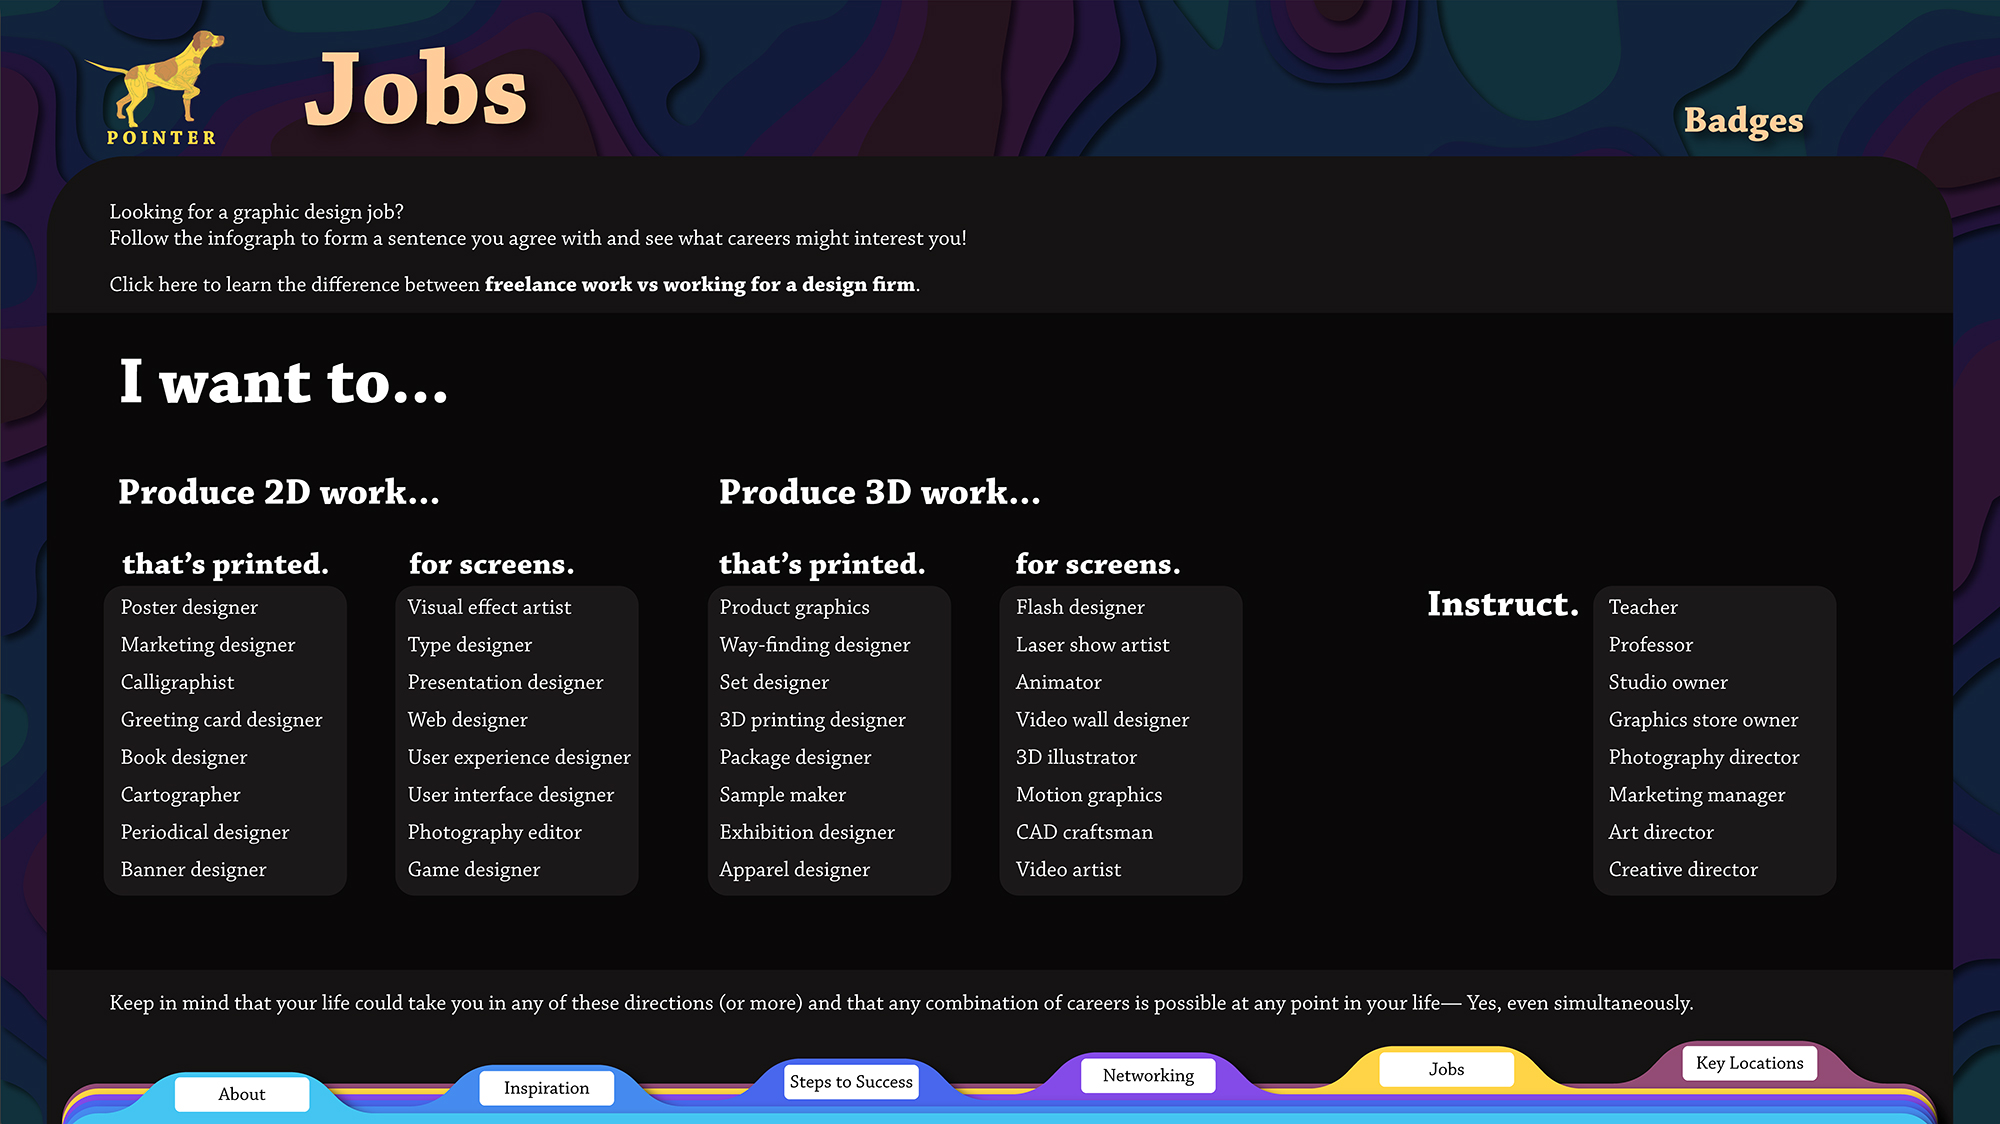 POINTER
Jobs
Badges
Looking for a graphic design job?
Follow the infograph to form a sentence you agree with and see what careers might interest you!
Click here to learn the difference between freelance work vs working for a design firm.
I want to...
Produce 2D work...
that's printed.
Poster designer
Marketing designer
Calligraphist
Greeting card designer
Book designer
Cartographer
Periodical designer
Banner designer
for screens.
Visual effect artist
Type designer
Presentation designer
Web designer
User experience designer
User interface designer
Photography editor
Game designer
Produce 3D work...
that's printed.
Product graphics
Way-finding designer
Set designer
3D printing designer
Package designer
Sample maker
Exhibition designer
Apparel designer
for screens.
Flash designer
Laser show artist
Animator
Video wall designer
3D illustrator
Motion graphics
CAD craftsman
Video artist
Instruct.
Teacher
Professor
Studio owner
Graphics store owner
Photography director
Marketing manager
Art director
Creative director
Keep in mind that your life could take you in any of these directions (or more) and that any combination of careers is possible at any point in your life— Yes, even simultaneously.
About
Inspiration
Steps to Success
Networking
Jobs
Key Locations